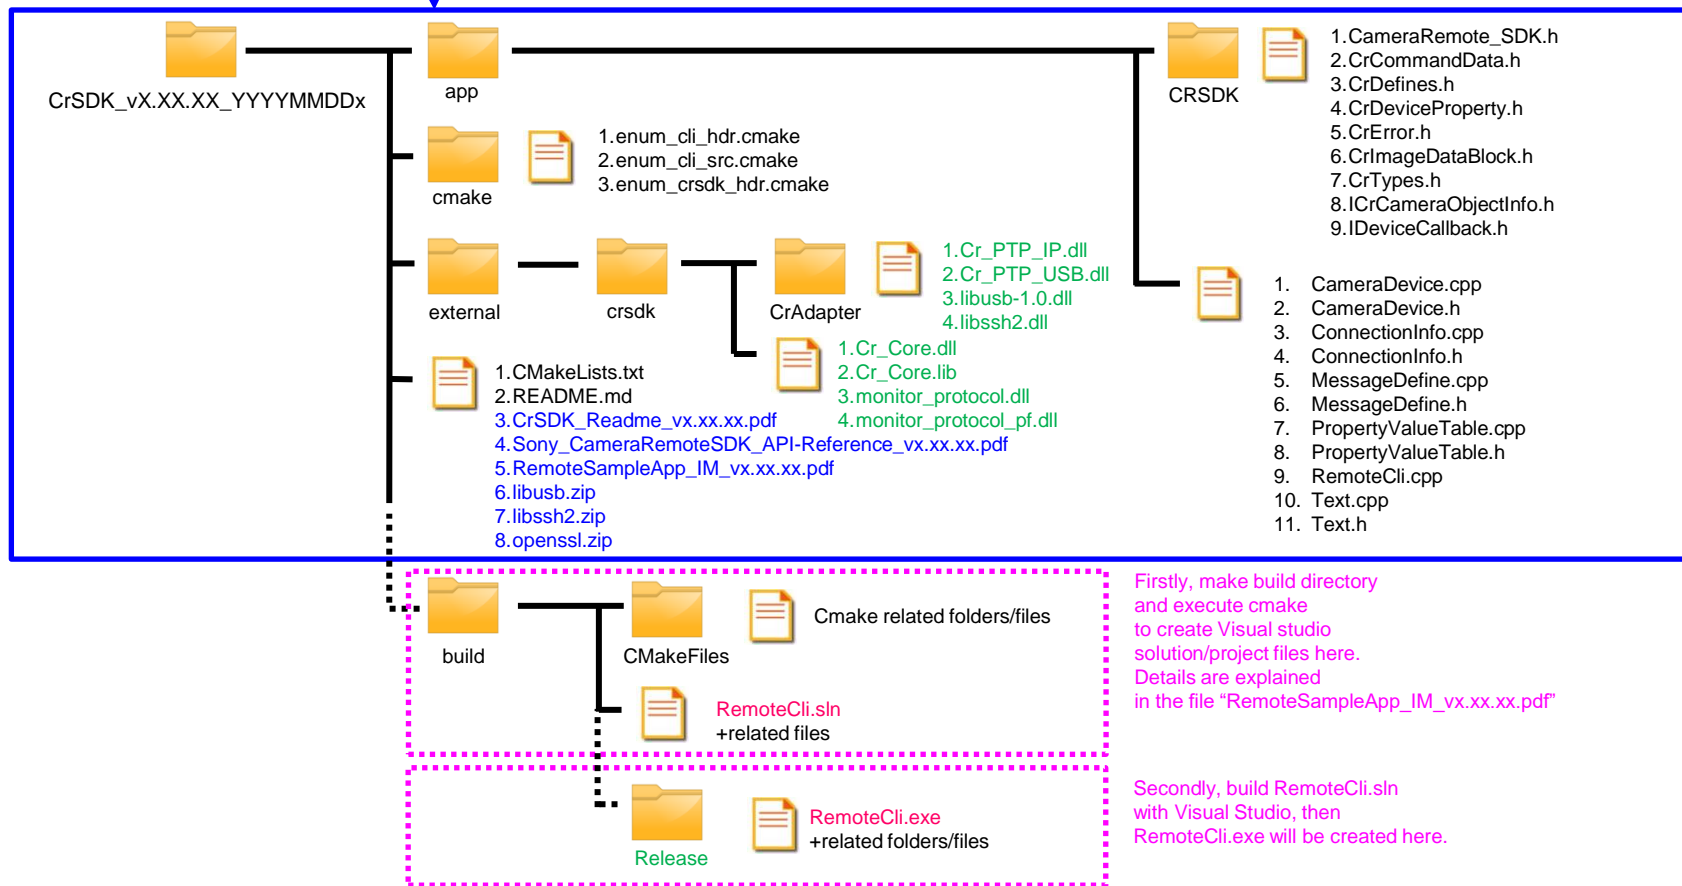 CrSDK_vX.XX.XX_YYYYMMDDx
app
CRSDK
1.CameraRemote_SDK.h
2.CrCommandData.h
3.CrDefines.h
4.CrDeviceProperty.h
5.CrError.h
6.CrImageDataBlock.h
7.CrTypes.h
8.ICrCameraObjectInfo.h
9.IDeviceCallback.h
cmake
1.enum_cli_hdr.cmake
2.enum_cli_src.cmake
3.enum_crsdk_hdr.cmake
external
crsdk
CrAdapter
1.Cr_PTP_IP.dll
2.Cr_PTP_USB.dll
3.libusb-1.0.dll
4.libssh2.dll
1.Cr_Core.dll
2.Cr_Core.lib
3.monitor_protocol.dll
4.monitor_protocol_pf.dll
1. CameraDevice.cpp
2. CameraDevice.h
3. ConnectionInfo.cpp
4. ConnectionInfo.h
5. MessageDefine.cpp
6. MessageDefine.h
7. PropertyValueTable.cpp
8. PropertyValueTable.h
9. RemoteCli.cpp
10. Text.cpp
11. Text.h
1.CMakeLists.txt
2.README.md
3.CrSDK_Readme_vx.xx.xx.pdf
4.Sony_CameraRemoteSDK_API-Reference_vx.xx.xx.pdf
5.RemoteSampleApp_IM_vx.xx.xx.pdf
6.libusb.zip
7.libssh2.zip
8.openssl.zip
build
CMakeFiles
Cmake related folders/files
RemoteCli.sln
+related files
Firstly, make build directory
and execute cmake
to create Visual studio
solution/project files here.
Details are explained
in the file “RemoteSampleApp_IM_vx.xx.xx.pdf”
Release
RemoteCli.exe
+related folders/files
Secondly, build RemoteCli.sln
with Visual Studio, then
RemoteCli.exe will be created here.